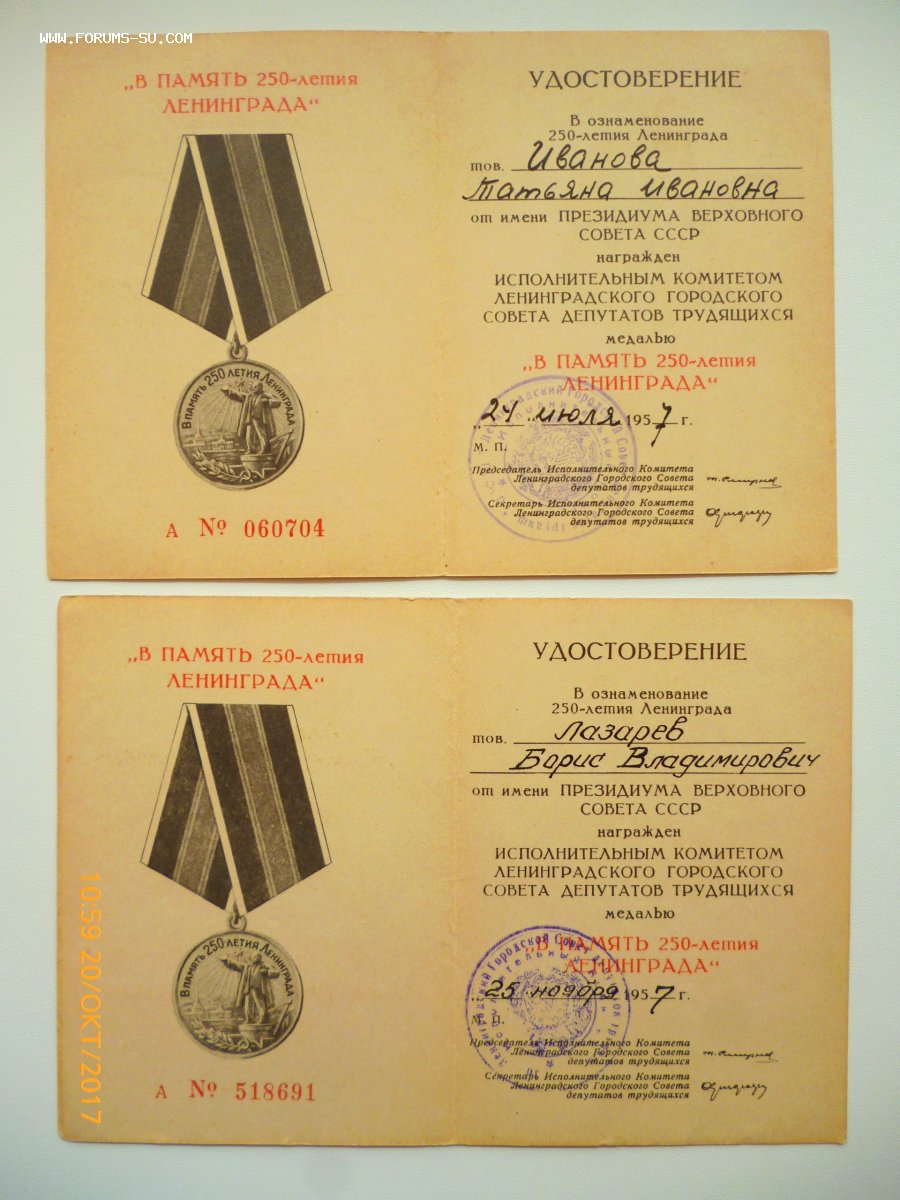 www.forums-su.com
„В ПАМЯТЬ 250-летия
ЛЕНИНГРАДА“
В ПАМЯТЬ 250 ЛЕТИЯ ЛЕНИНГРАДА
А № 060704
УДОСТОВЕРЕНИЕ
В ознаменование
250-летия Ленинграда
тов. Иванова
Татьяна Ивановна
от имени ПРЕЗИДИУМА ВЕРХОВНОГО
СОВЕТА СССР
награжден
ИСПОЛНИТЕЛЬНЫМ КОМИТЕТОМ
ЛЕНИНГРАДСКОГО ГОРОДСКОГО
СОВЕТА ДЕПУТАТОВ ТРУДЯЩИХСЯ
медалью
„В ПАМЯТЬ 250-летия
ЛЕНИНГРАДА“
„24“ июля 1957 г.
М. П.
Председатель Исполнительного Комитета
Ленинградского Городского Совета
депутатов трудящихся
Секретарь Исполнительного Комитета
Ленинградского Городского Совета
депутатов трудящихся
„В ПАМЯТЬ 250-летия
ЛЕНИНГРАДА“
В ПАМЯТЬ 250-ЛЕТИЯ ЛЕНИНГРАДА
А № 518691
УДОСТОВЕРЕНИЕ
В ознаменование
250-летия Ленинграда
тов. Лазарев
Борис Владимирович
от имени ПРЕЗИДИУМА ВЕРХОВНОГО
СОВЕТА СССР
награжден
ИСПОЛНИТЕЛЬНЫМ КОМИТЕТОМ
ЛЕНИНГРАДСКОГО ГОРОДСКОГО
СОВЕТА ДЕПУТАТОВ ТРУДЯЩИХСЯ
медалью
„В ПАМЯТЬ 250-летия
ЛЕНИНГРАДА“
„25“ ноября 1957 г.
М. П.
Председатель Исполнительного Комитета
Ленинградского Городского Совета
депутатов трудящихся
Секретарь Исполнительного Комитета
Ленинградского Городского Совета
депутатов трудящихся
10:59 20/ОКТ/2017